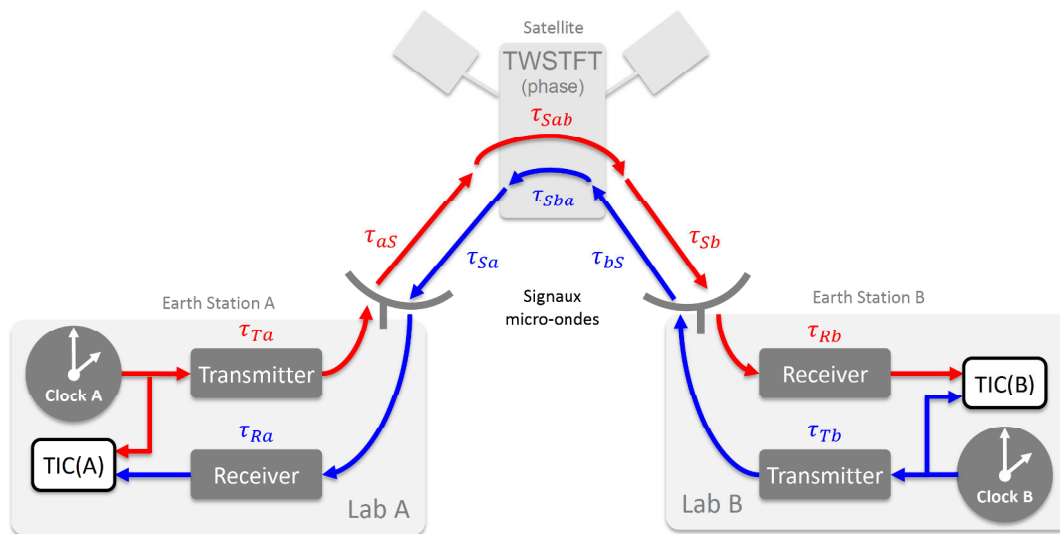 Satellite
TWSTFT
(phase)
τSab
τSba
τaS
τSa
τbS
τSb
Signaux
micro-ondes
Earth Station A
Earth Station B
τTa
Transmitter
Clock A
TIC(A)
τRa
Receiver
Lab A
τRb
Receiver
TIC(B)
τTb
Transmitter
Clock B
Lab B